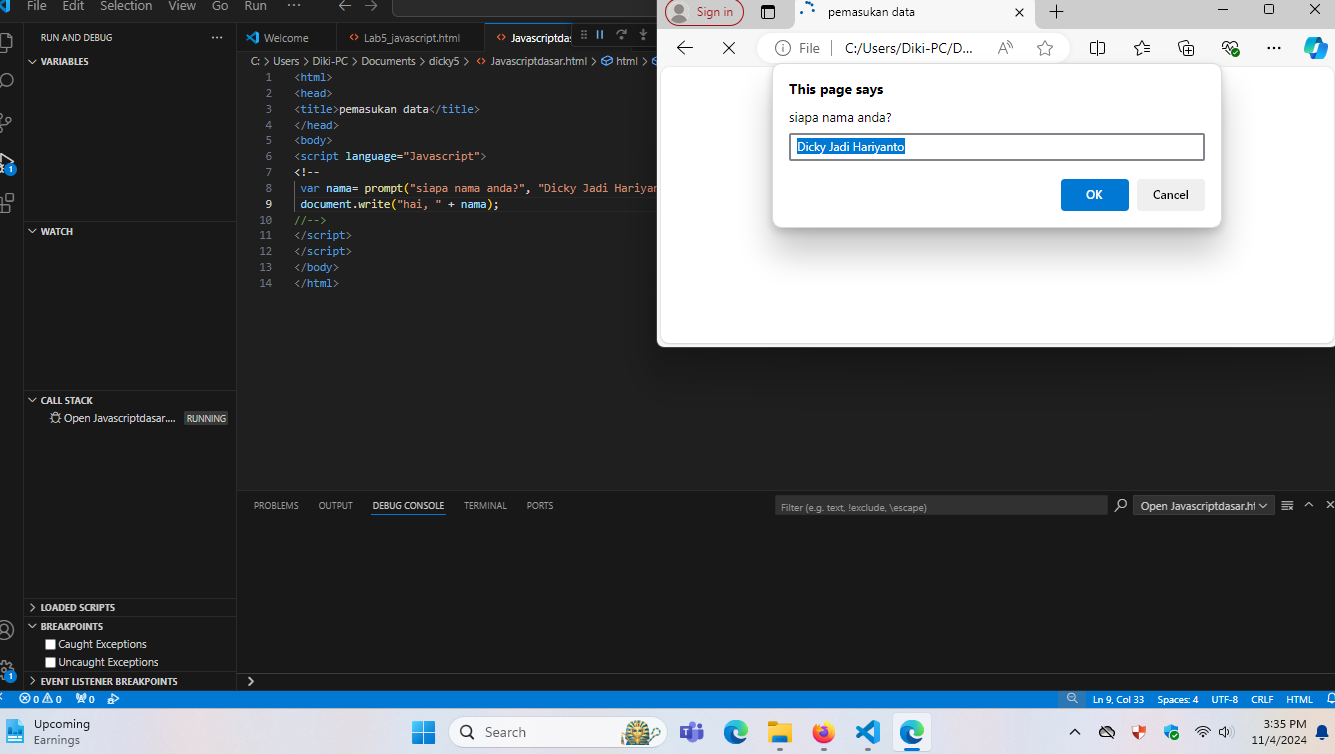 File Edit Selection View Go Run ···
RUN AND DEBUG ···
VARIABLES
WATCH
CALL STACK
Open Javascriptdasar.... RUNNING
LOADED SCRIPTS
BREAKPOINTS
Caught Exceptions
Uncaught Exceptions
EVENT LISTENER BREAKPOINTS
Welcome Lab5_javascript.html Javascriptdas
C: > Users > Diki-PC > Documents > dicky5 > Javascriptdasar.html > html >
1 <html>
2 <head>
3 <title>pemasukan data</title>
4 </head>
5 <body>
6 <script language="Javascript">
7 <!--
8 var nama= prompt("siapa nama anda?", "Dicky Jadi Hariyan
9 document.write("hai, " + nama);
10 //-->
11 </script>
12 </script>
13 </body>
14 </html>
Sign in pemasukan data
File C:/Users/Diki-PC/D...
This page says
siapa nama anda?
Dicky Jadi Hariyanto
OK Cancel
PROBLEMS OUTPUT DEBUG CONSOLE TERMINAL PORTS
Filter (e.g. text, !exclude, \escape) Open Javascriptdasar.ht
0 0 0 Ln 9, Col 33 Spaces: 4 UTF-8 CRLF HTML
Upcoming
Earnings
Search
3:35 PM
11/4/2024